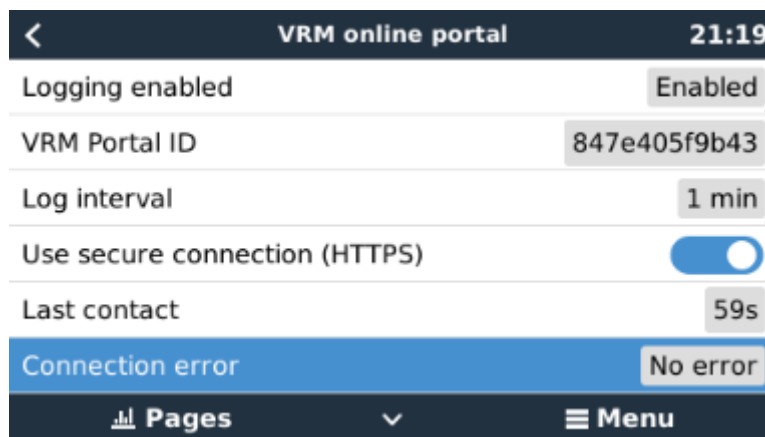 VRM online portal 21:19
Logging enabled Enabled
VRM Portal ID 847e405f9b43
Log interval 1 min
Use secure connection (HTTPS)
Last contact 59s
Connection error No error
Pages Menu